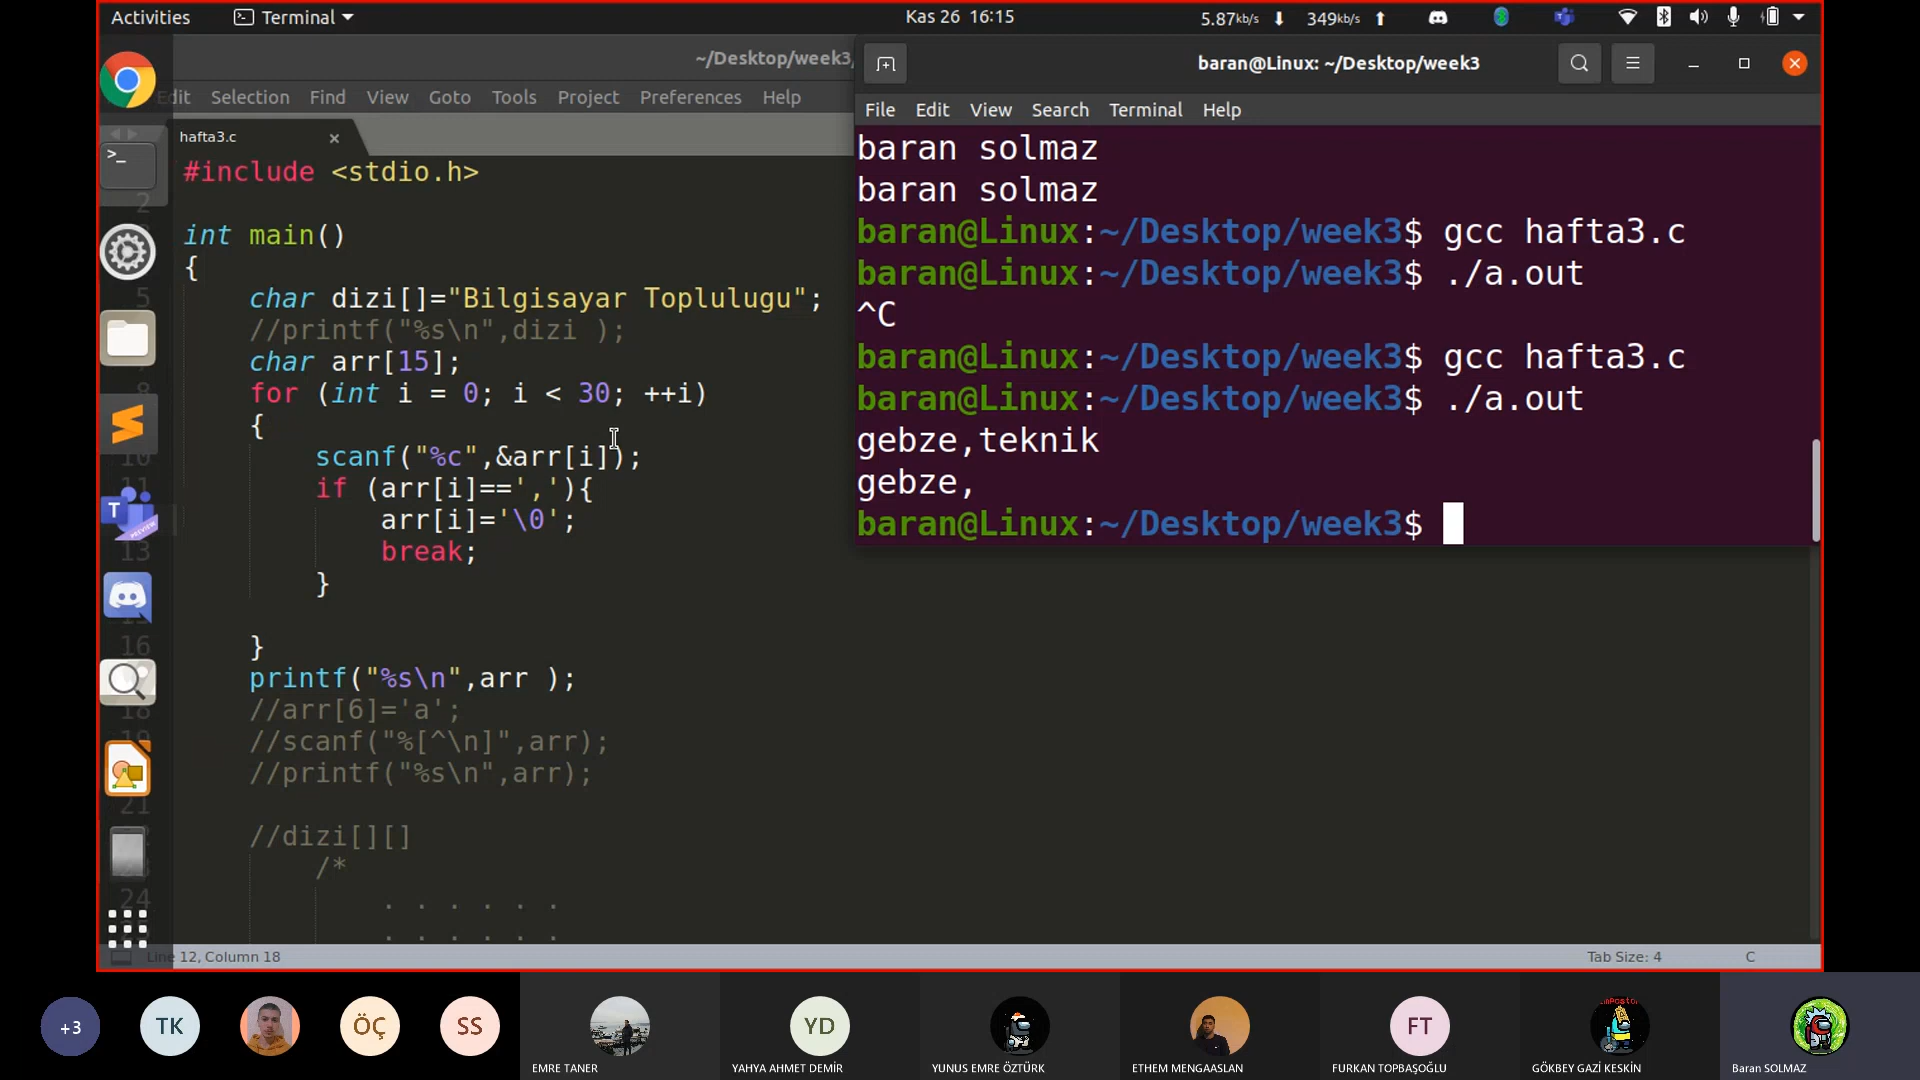 Activities
Terminal
Kas 26 16:15
5.87kb/s
349kb/s
~/Desktop/week3/
baran@Linux: ~/Desktop/week3
Edit Selection Find View Goto Tools Project Preferences Help
File Edit View Search Terminal Help
hafta3.c
#include <stdio.h>
int main()
{
char dizi[]="Bilgisayar Toplulugu";
//printf("%s\n",dizi );
char arr[15];
for (int i = 0; i < 30; ++i)
{
scanf("%c",&arr[i]);
if (arr[i]==','){
arr[i]='\0';
break;
}
}
printf("%s\n",arr );
//arr[6]='a';
//scanf("%[^\n]",arr);
//printf("%s\n",arr);
//dizi[][]
/*
. . . . . .
. . . . . .
baran solmaz
baran solmaz
baran@Linux:~/Desktop/week3$ gcc hafta3.c
baran@Linux:~/Desktop/week3$ ./a.out
^C
baran@Linux:~/Desktop/week3$ gcc hafta3.c
baran@Linux:~/Desktop/week3$ ./a.out
gebze,teknik
gebze,
baran@Linux:~/Desktop/week3$
Line 12, Column 18
Tab Size: 4
C
+3
TK
ÖÇ
SS
YD
FT
EMRE TANER
YAHYA AHMET DEMİR
YUNUS EMRE ÖZTÜRK
ETHEM MENGAASLAN
FURKAN TOPBAŞOĞLU
GÖKBEY GAZİ KESKİN
Baran SOLMAZ